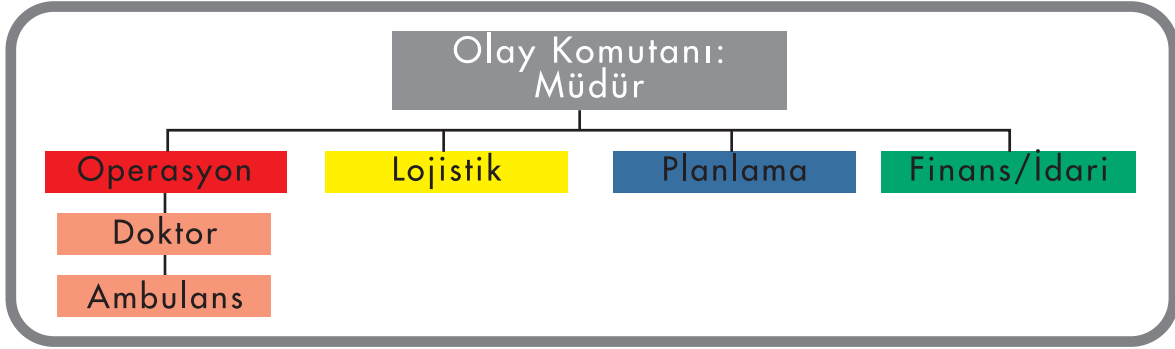 Olay Komutanı:
Müdür
Operasyon
Lojistik
Planlama
Finans/İdari
Doktor
Ambulans